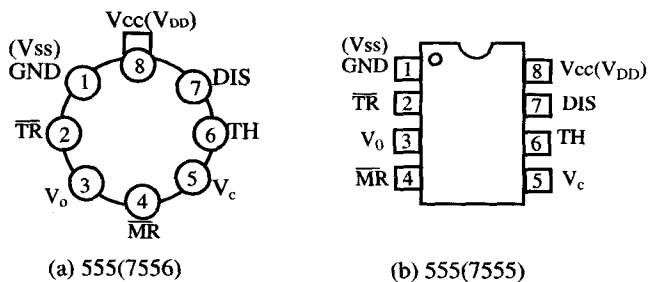 Vcc(VDD)
(Vss)
GND
1
8
7
DIS
TR
2
6
TH
Vo
3
4
5
Vc
MR
(a) 555(7556)
(Vss)
GND
1
8
Vcc(VDD)
TR
2
7
DIS
V0
3
6
TH
MR
4
5
Vc
(b) 555(7555)